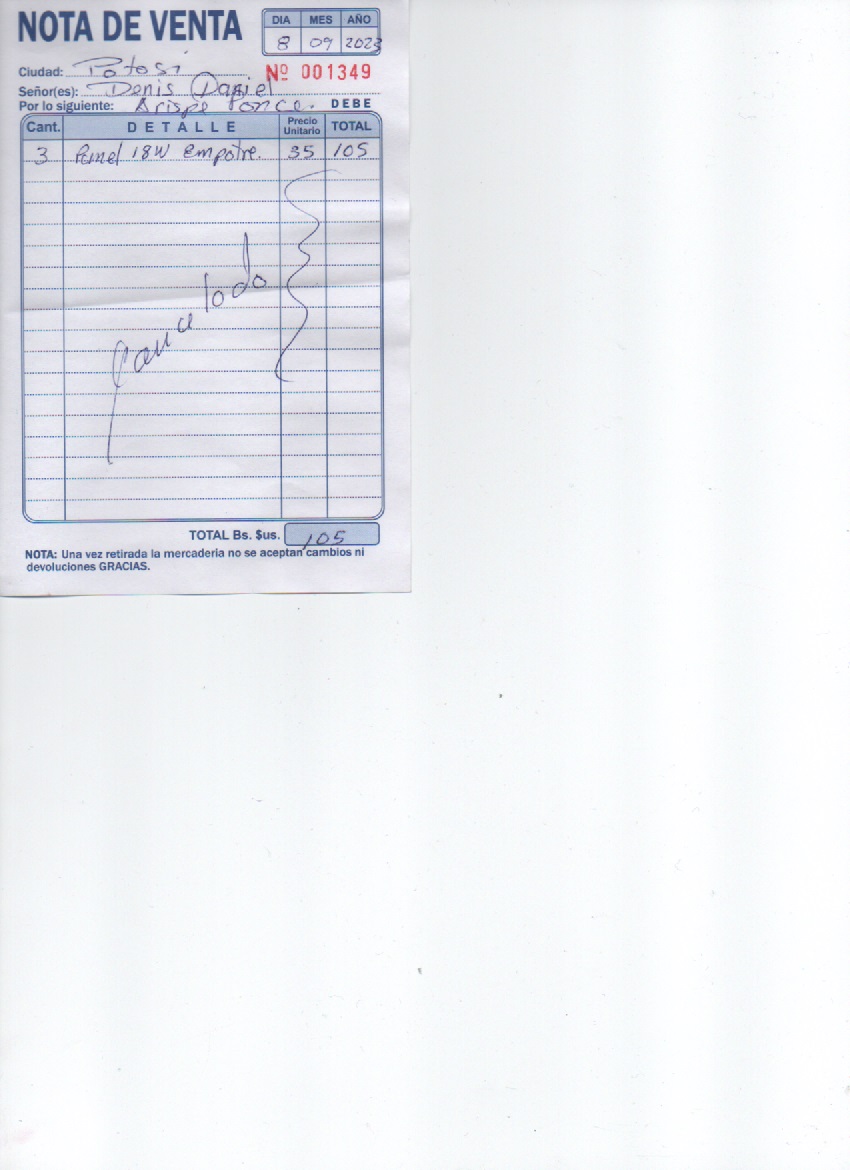 NOTA DE VENTA
DIA MES AÑO
8 09 2023
Ciudad: Potosi
Nº 001349
Señor(es): Denis Daniel
Por lo siguiente: Arispe Ponce. DEBE
Cant. DETALLE Precio Unitario TOTAL
3 Panel 18W Empotre. 35 105
Cancelado
TOTAL Bs. $us. 105
NOTA: Una vez retirada la mercaderia no se aceptan cambios ni
devoluciones GRACIAS.